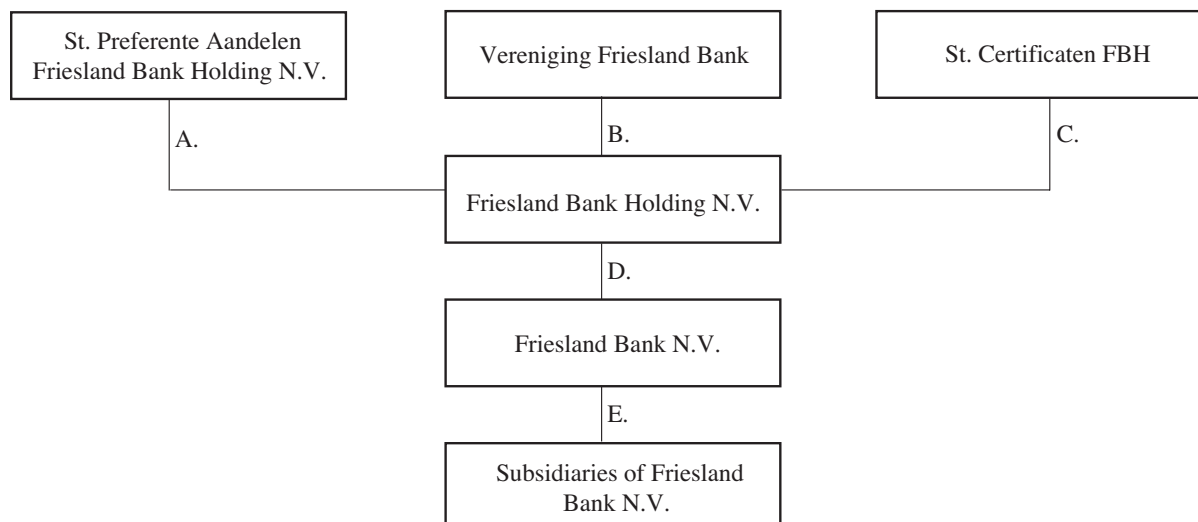 St. Preferente Aandelen
Friesland Bank Holding N.V.
Vereniging Friesland Bank
St. Certificaten FBH
A.
B.
C.
Friesland Bank Holding N.V.
D.
Friesland Bank N.V.
E.
Subsidiaries of Friesland
Bank N.V.